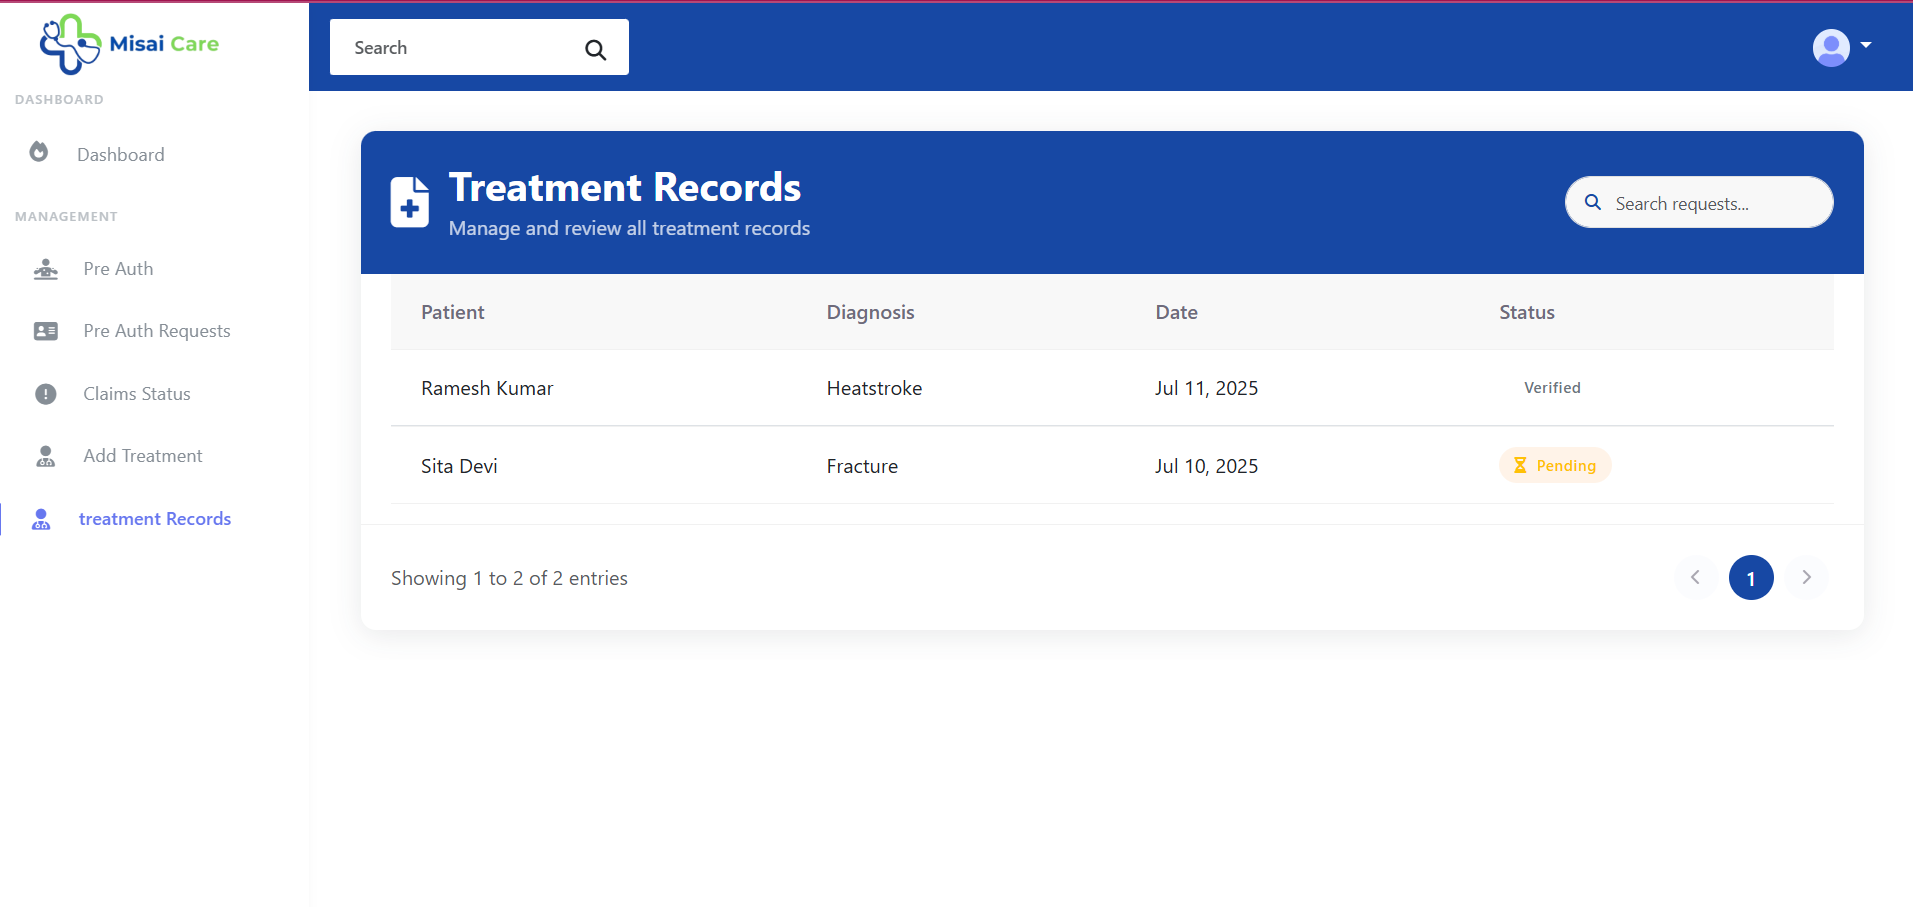 Misai Care
Search
DASHBOARD
Dashboard
MANAGEMENT
Pre Auth
Pre Auth Requests
Claims Status
Add Treatment
treatment Records
Treatment Records
Manage and review all treatment records
Search requests...
Patient Diagnosis Date Status
Ramesh Kumar Heatstroke Jul 11, 2025 Verified
Sita Devi Fracture Jul 10, 2025 Pending
Showing 1 to 2 of 2 entries
1